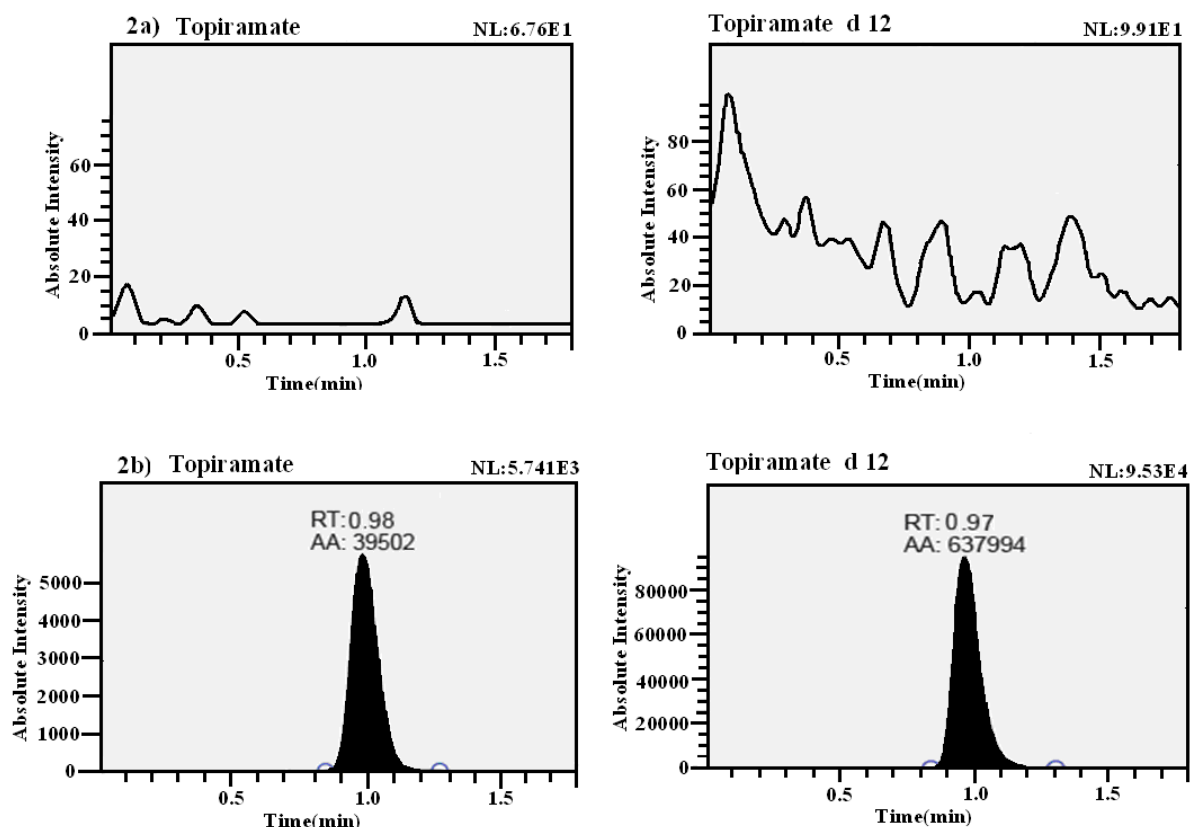 2a) Topiramate
NL:6.76E1
Absolute Intensity
60
40
20
0
0.5
1.0
1.5
Time(min)
Topiramate d 12
NL:9.91E1
Absolute Intensity
80
60
40
20
0
0.5
1.0
1.5
Time(min)
2b) Topiramate
NL:5.741E3
RT:0.98
AA: 39502
Absolute Intensity
5000
4000
3000
2000
1000
0
0.5
1.0
1.5
Time(min)
Topiramate d 12
NL:9.53E4
RT: 0.97
AA: 637994
Absolute Intensity
80000
60000
40000
20000
0
0.5
1.0
1.5
Time(min)